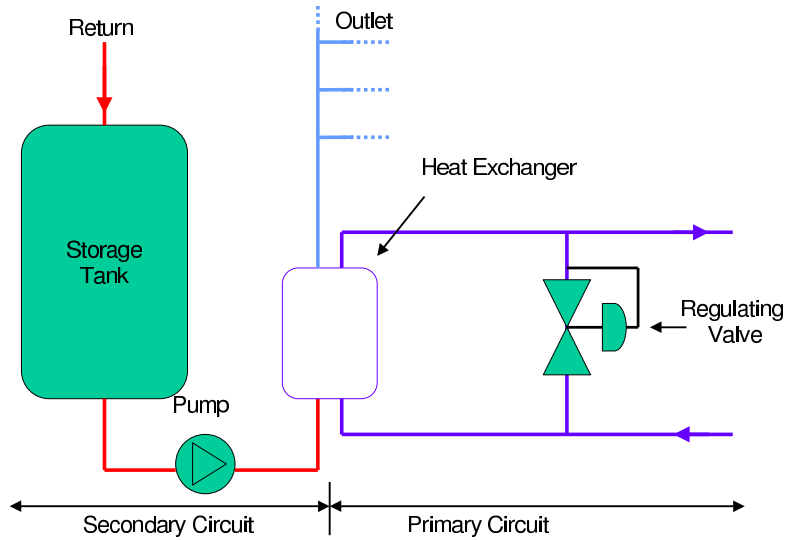 Return
Outlet
Heat Exchanger
Storage
Tank
Regulating
Valve
Pump
Secondary Circuit
Primary Circuit